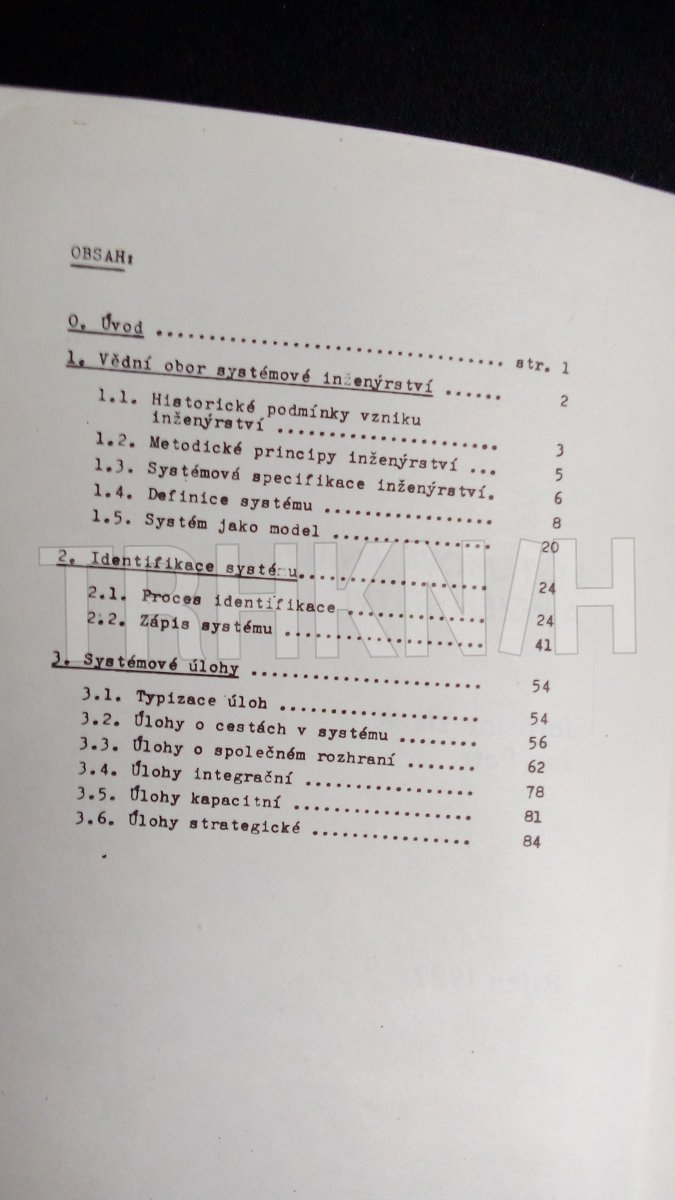 OBSAH:
0. Úvod .................................. str. 1
1. Vědní obor systémové inženýrství ...... 2
1.1. Historické podmínky vzniku
inženýrství ...................... 3
1.2. Metodické principy inženýrství ... 5
1.3. Systémová specifikace inženýrství. 6
1.4. Definice systému ................. 8
1.5. Systém jako model ................ 20
2. Identifikace systému................... 24
2.1. Proces identifikace .............. 24
2.2. Zápis systému .................... 41
3. Systémové úlohy ....................... 54
3.1. Typizace úloh .................... 54
3.2. Úlohy o cestách v systému ........ 56
3.3. Úlohy o společném rozhraní ....... 62
3.4. Úlohy integrační ................. 78
3.5. Úlohy kapacitní .................. 81
3.6. Úlohy strategické ................ 84
TRHKNIH